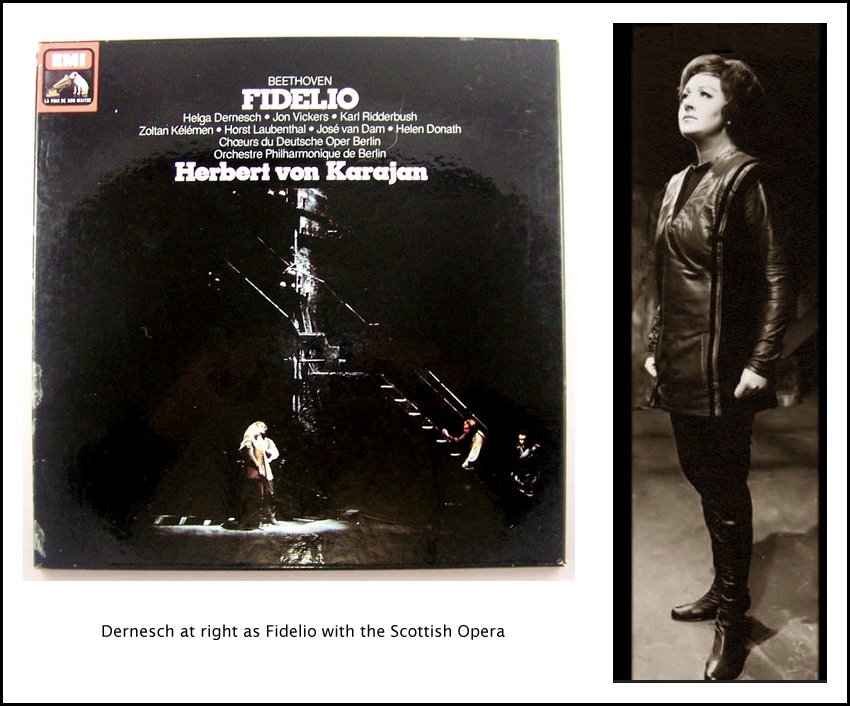 EMI
LA VOIX DE SON MAITRE
BEETHOVEN
FIDELIO
Helga Dernesch • Jon Vickers • Karl Ridderbush
Zoltan Kélémen • Horst Laubenthal • José van Dam • Helen Donath
Chœurs du Deutsche Oper Berlin
Orchestre Philharmonique de Berlin
Herbert von Karajan
Dernesch at right as Fidelio with the Scottish Opera